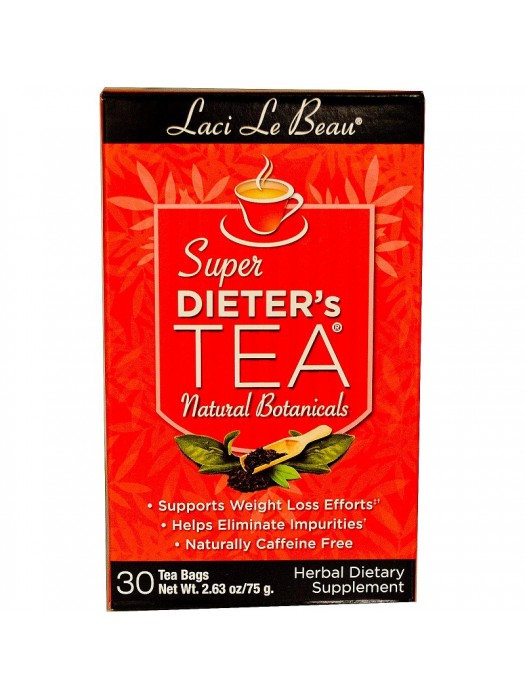 Laci Le Beau®
Super
DIETER's
TEA®
Natural Botanicals
• Supports Weight Loss Efforts‡†
• Helps Eliminate Impurities†
• Naturally Caffeine Free
30 Tea Bags
Net Wt. 2.63 oz/75 g.
Herbal Dietary
Supplement